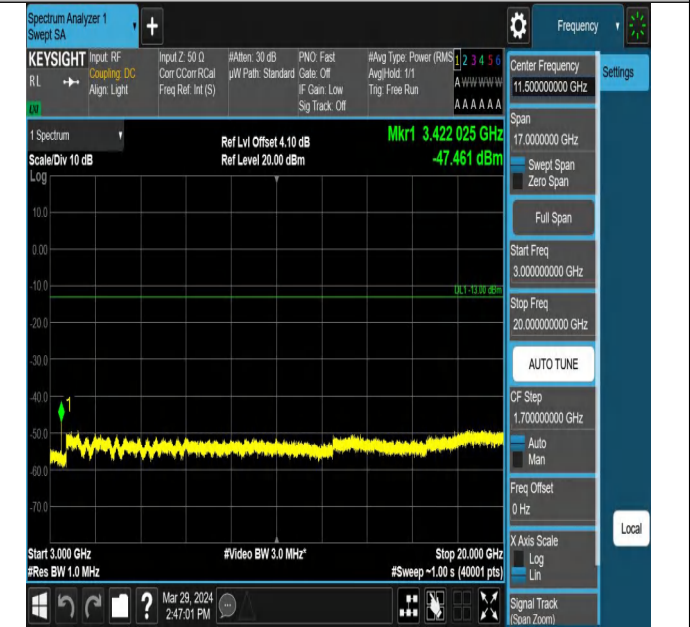 Spectrum Analyzer 1
Swept SA
+
Frequency
KEYSIGHT
RL
LXI
Input: RF
Coupling: DC
Align: Light
Input Z: 50 Ω
Corr CCorr RCal
Freq Ref: Int (S)
#Atten: 30 dB
µW Path: Standard
PNO: Fast
Gate: Off
IF Gain: Low
Sig Track: Off
#Avg Type: Power (RMS
Avg|Hold: 1/1
Trig: Free Run
1 2 3 4 5 6
A W W W W W
A A A A A A
1 Spectrum
Scale/Div 10 dB
Log
Ref Lvl Offset 4.10 dB
Ref Level 20.00 dBm
Mkr1 3.422 025 GHz
-47.461 dBm
10.0
0.00
-10.0
DL1 -13.00 dBm
-20.0
-30.0
-40.0
1
-50.0
-60.0
-70.0
Start 3.000 GHz
#Video BW 3.0 MHz*
Stop 20.000 GHz
#Res BW 1.0 MHz
#Sweep ~1.00 s (40001 pts)
Center Frequency
11.500000000 GHz
Settings
Span
17.0000000 GHz
Swept Span
Zero Span
Full Span
Start Freq
3.000000000 GHz
Stop Freq
20.000000000 GHz
AUTO TUNE
CF Step
1.700000000 GHz
Auto
Man
Freq Offset
0 Hz
X Axis Scale
Log
Lin
Local
Signal Track
(Span Zoom)
?
Mar 29, 2024
2:47:01 PM